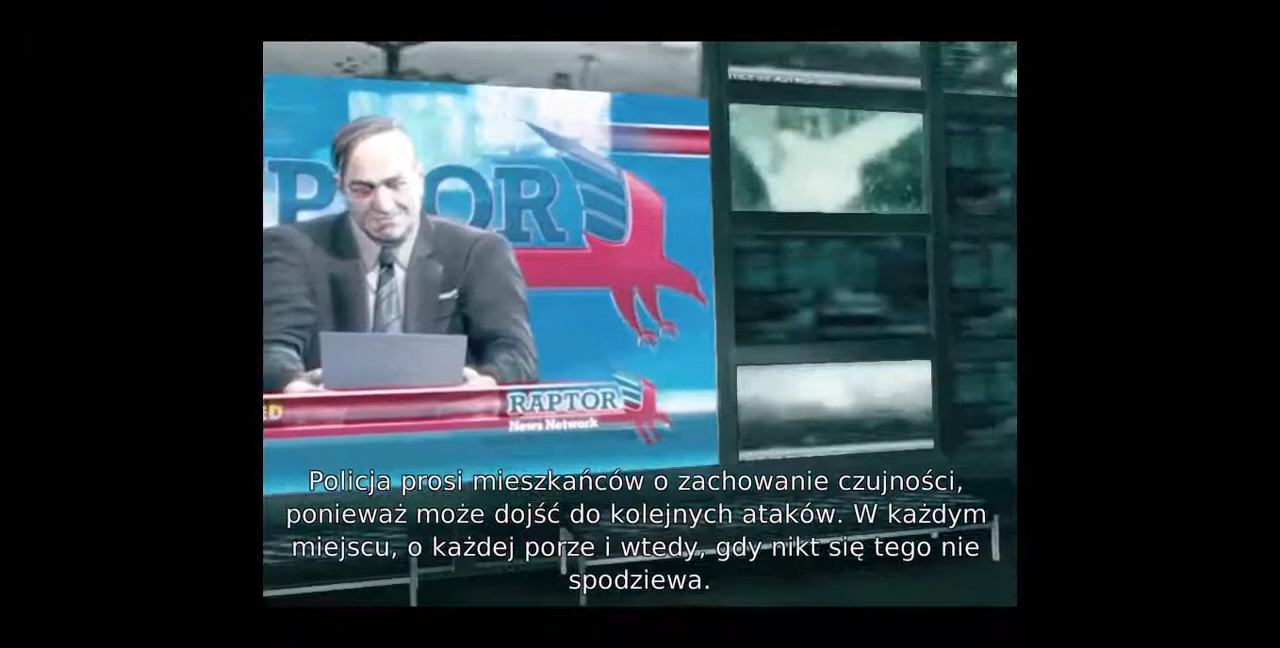 RAPTOR
News Network
Policja prosi mieszkańców o zachowanie czujności,
ponieważ może dojść do kolejnych ataków. W każdym
miejscu, o każdej porze i wtedy, gdy nikt się tego nie
spodziewa.